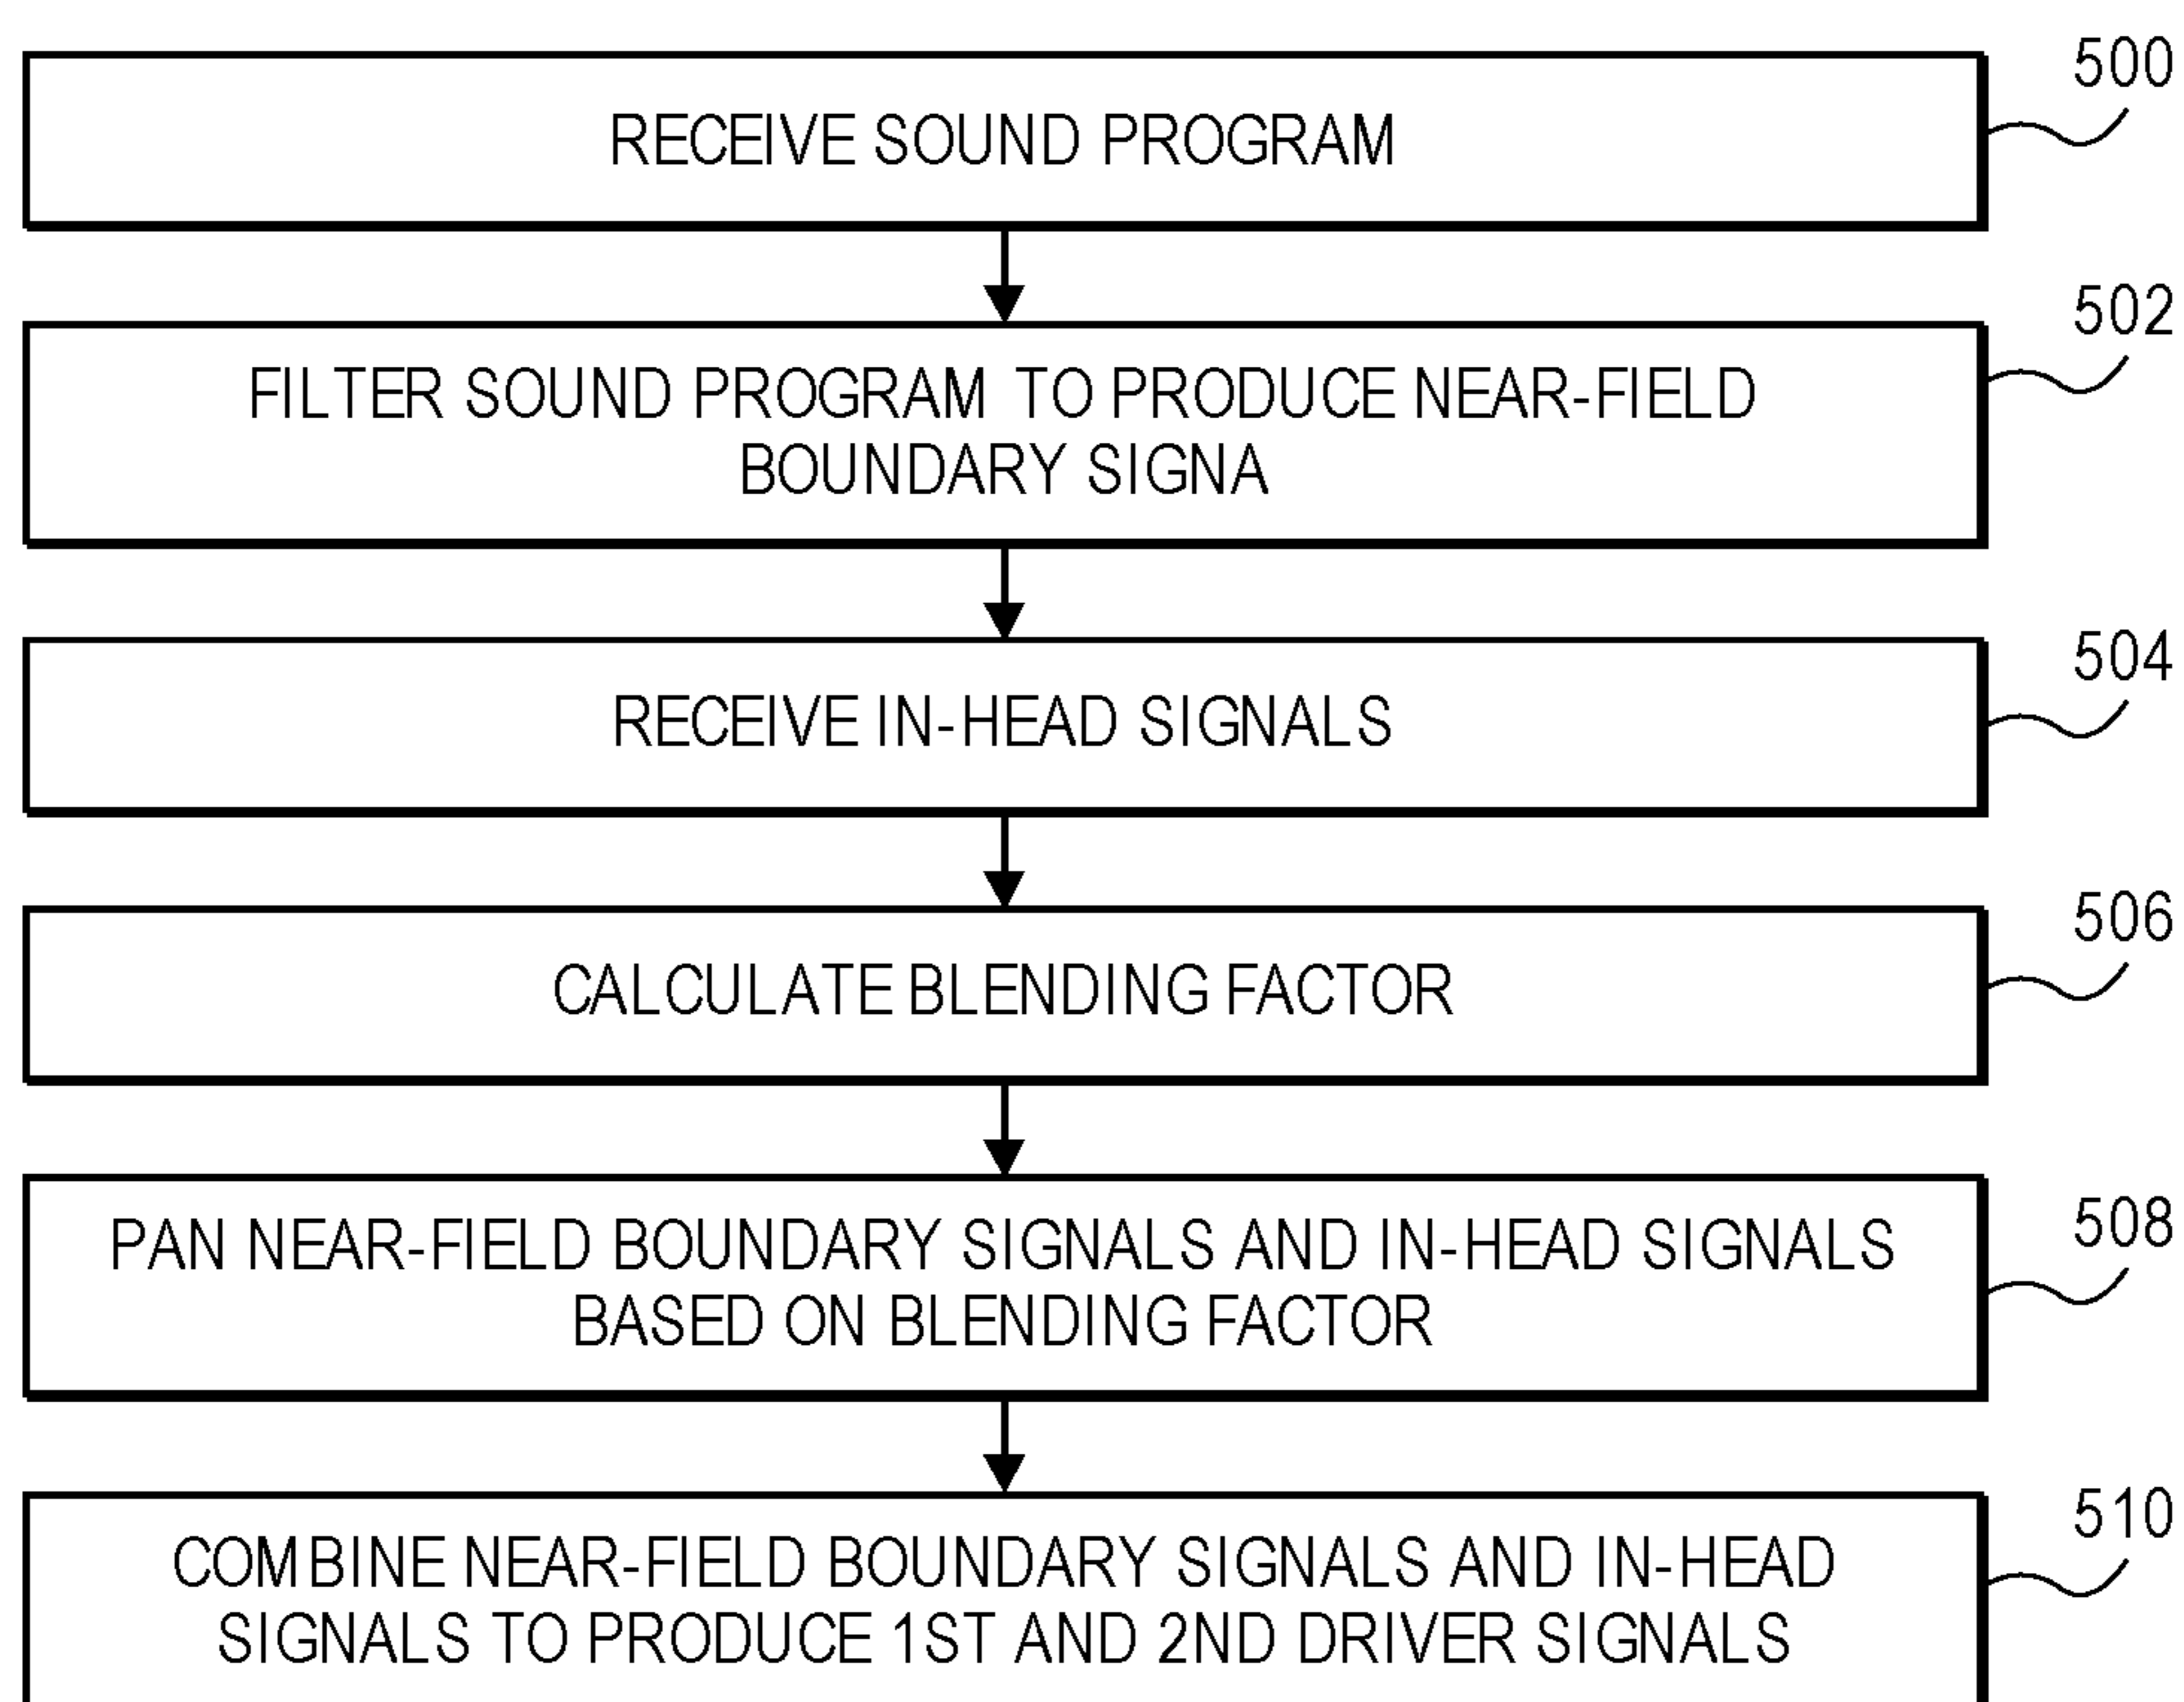 500
RECEIVE SOUND PROGRAM
502
FILTER SOUND PROGRAM TO PRODUCE NEAR-FIELD
BOUNDARY SIGNA
504
RECEIVE IN-HEAD SIGNALS
506
CALCULATE BLENDING FACTOR
508
PAN NEAR-FIELD BOUNDARY SIGNALS AND IN-HEAD SIGNALS
BASED ON BLENDING FACTOR
510
COMBINE NEAR-FIELD BOUNDARY SIGNALS AND IN-HEAD
SIGNALS TO PRODUCE 1ST AND 2ND DRIVER SIGNALS